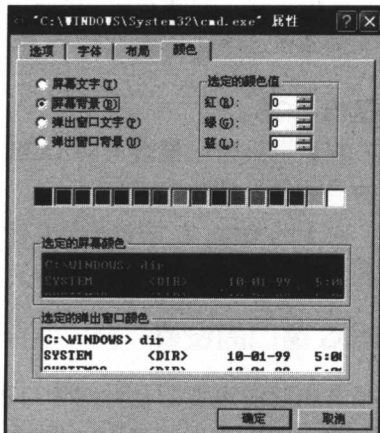 "C:\WINDOWS\System32\cmd.exe" 属性
选项 字体 布局 颜色
屏幕文字(T)
屏幕背景(B)
弹出窗口文字(P)
弹出窗口背景(U)
选定的颜色值
红(R): 0
绿(G): 0
蓝(L): 0
选定的屏幕颜色
C:\WINDOWS> dir
SYSTEM <DIR> 10-01-99 5:00
选定的弹出窗口颜色
C:\WINDOWS> dir
SYSTEM <DIR> 10-01-99 5:00
确定 取消